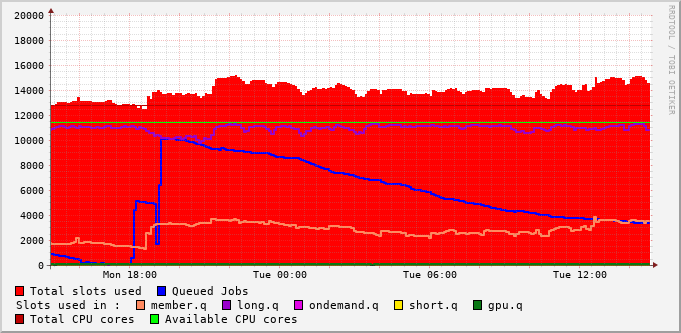 20000
18000
16000
14000
12000
10000
8000
6000
4000
2000
0
Mon 18:00 Tue 00:00 Tue 06:00 Tue 12:00
Total slots used Queued Jobs
Slots used in : member.q long.q ondemand.q short.q gpu.q
Total CPU cores Available CPU cores
RRDTOOL / TOBI OETIKER